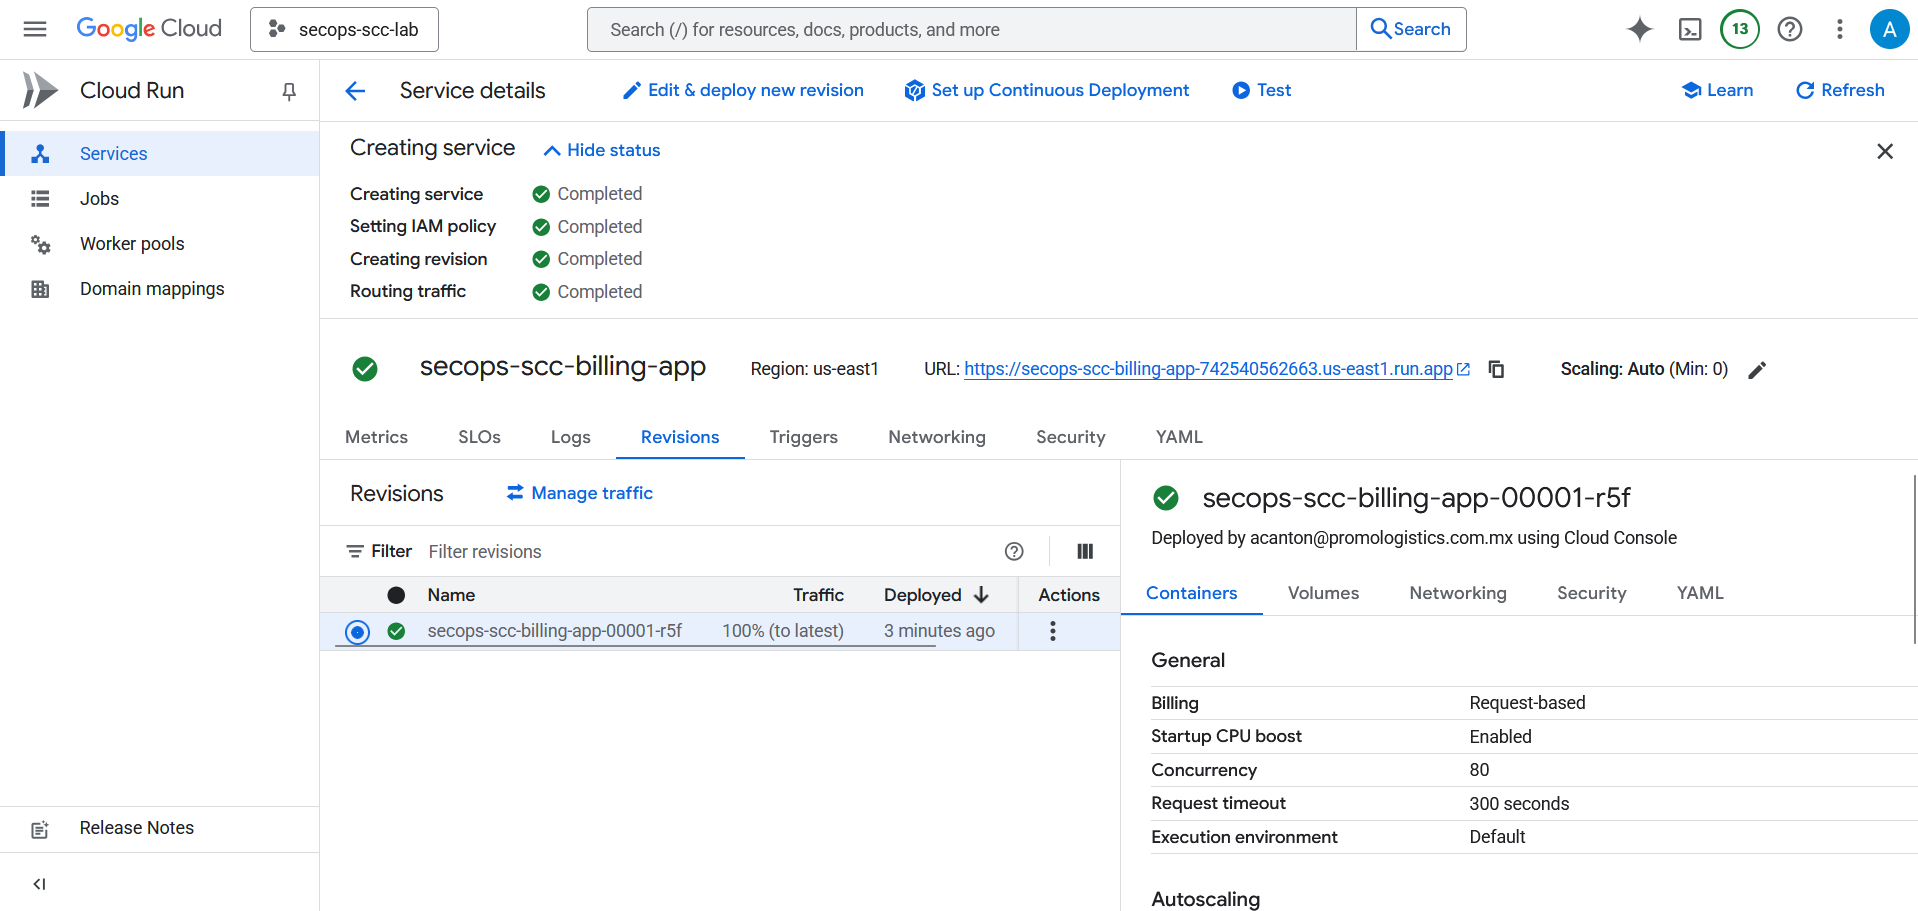 Google Cloud
secops-scc-lab
Search (/) for resources, docs, products, and more
Search
13
A
Cloud Run
Service details
Edit & deploy new revision
Set up Continuous Deployment
Test
Learn
Refresh
Services
Jobs
Worker pools
Domain mappings
Release Notes
Creating service
Hide status
Creating service Completed
Setting IAM policy Completed
Creating revision Completed
Routing traffic Completed
secops-scc-billing-app
Region: us-east1
URL: https://secops-scc-billing-app-742540562663.us-east1.run.app
Scaling: Auto (Min: 0)
Metrics
SLOs
Logs
Revisions
Triggers
Networking
Security
YAML
Revisions
Manage traffic
Filter Filter revisions
Name Traffic Deployed Actions
secops-scc-billing-app-00001-r5f 100% (to latest) 3 minutes ago
secops-scc-billing-app-00001-r5f
Deployed by acanton@promologistics.com.mx using Cloud Console
Containers
Volumes
Networking
Security
YAML
General
Billing Request-based
Startup CPU boost Enabled
Concurrency 80
Request timeout 300 seconds
Execution environment Default
Autoscaling